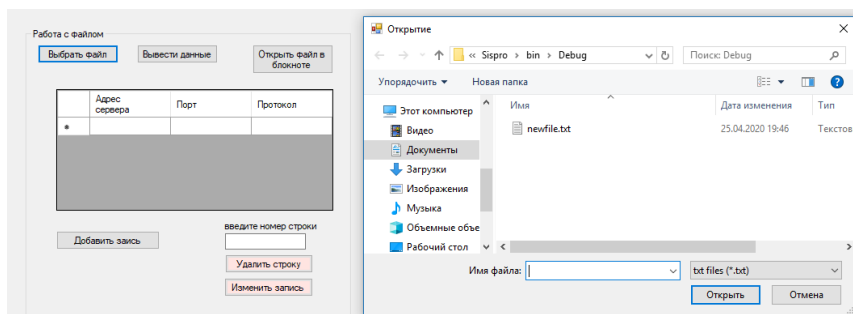 Работа с файлом
Выбрать файл
Вывести данные
Открыть файл в
блокноте
Адрес
сервера
Порт
Протокол
*
введите номер строки
Добавить заись
Удалить строку
Изменить запись
Открытие
« Sispro › bin › Debug
Поиск: Debug
Упорядочить
Новая папка
Этот компьютер
Видео
Документы
Загрузки
Изображения
Музыка
Объемные объе
Рабочий стол
Имя
Дата изменения
Тип
newfile.txt
25.04.2020 19:46
Текстов
Имя файла:
txt files (*.txt)
Открыть
Отмена